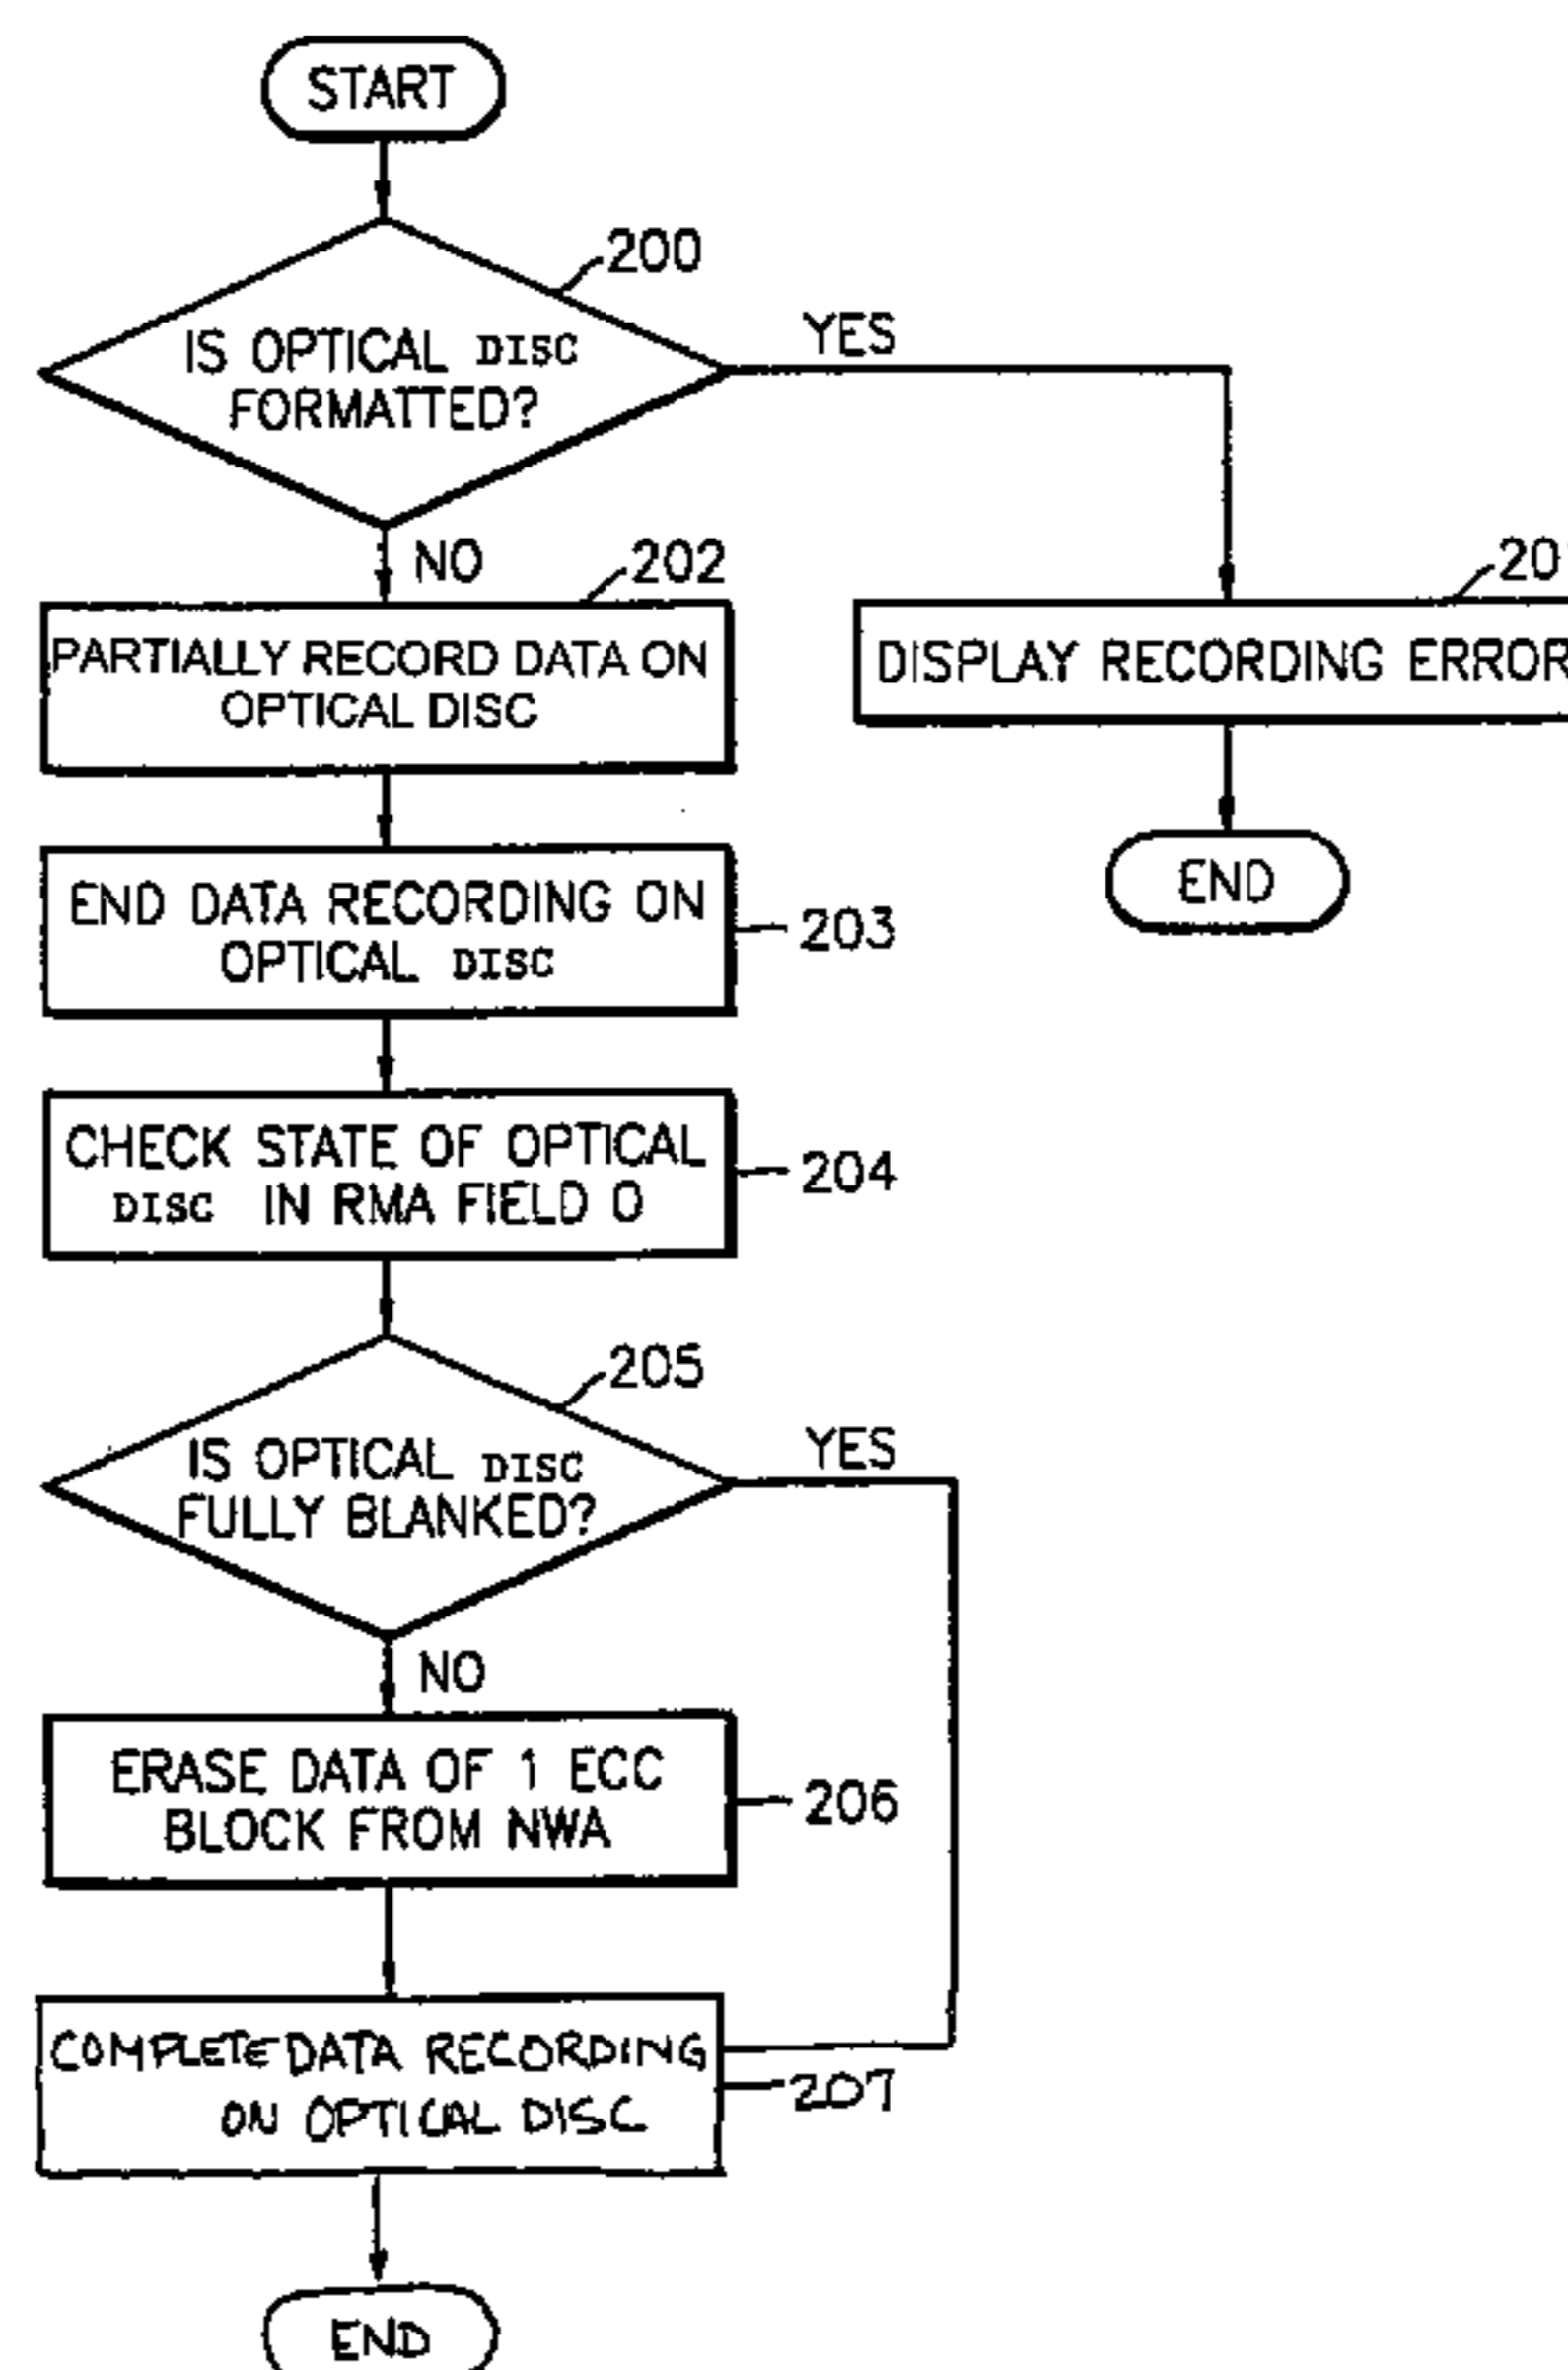 START
200
IS OPTICAL DISC
FORMATTED?
YES
NO
202
20
PARTIALLY RECORD DATA ON
OPTICAL DISC
DISPLAY RECORDING ERROR
END
END DATA RECORDING ON
OPTICAL DISC
203
CHECK STATE OF OPTICAL
DISC IN RMA FIELD 0
204
205
IS OPTICAL DISC
FULLY BLANKED?
YES
NO
ERASE DATA OF 1 ECC
BLOCK FROM NWA
206
COMPLETE DATA RECORDING
ON OPTICAL DISC
207
END